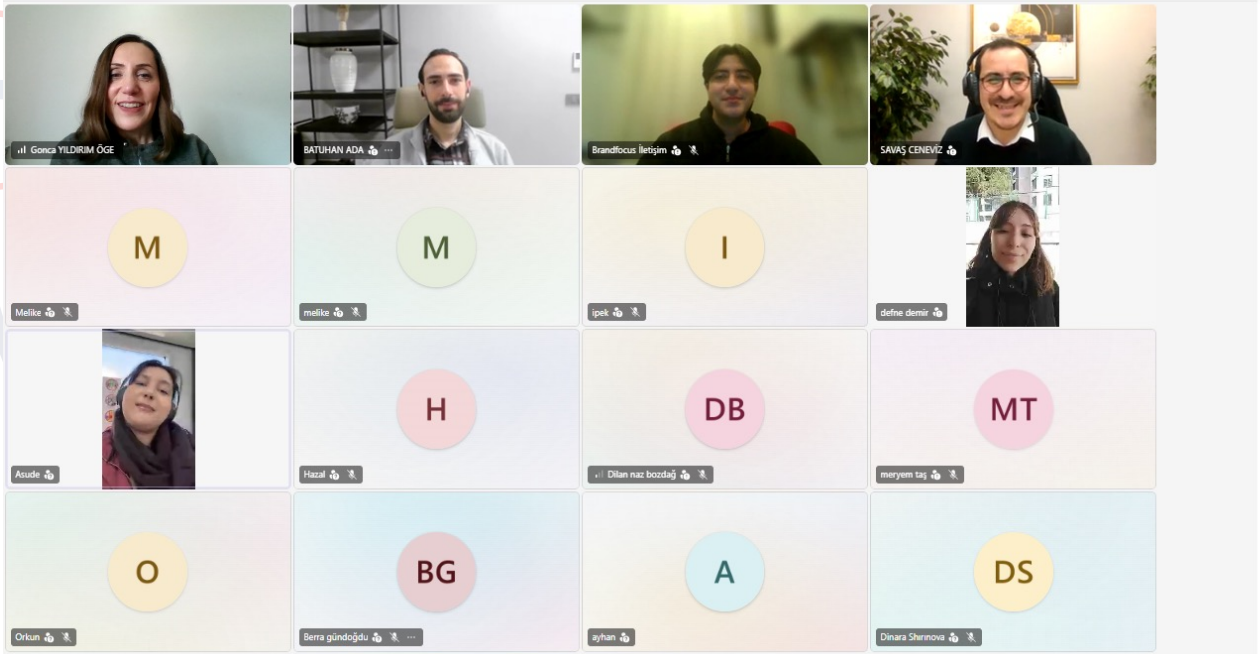 Gonca YILDIRIM ÖGE
BATUHAN ADA
Brandfocus İletişim
SAVAŞ CENEVİZ
M
Melike
M
melike
I
ipek
defne demir
Asude
H
Hazal
DB
Dilan naz bozdağ
MT
meryem taş
O
Orkun
BG
Berra gündoğdu
A
ayhan
DS
Dinara Shırınova